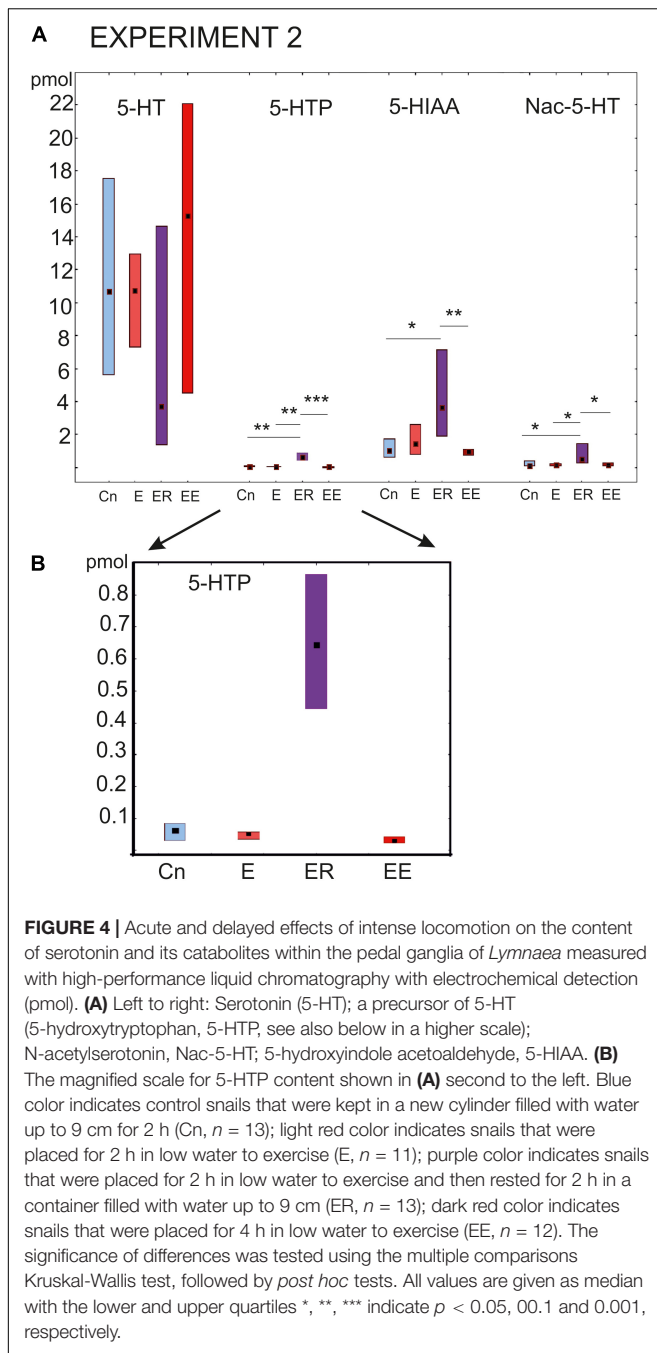 A EXPERIMENT 2
pmol
5-HT 5-HTP 5-HIAA Nac-5-HT
22
18
16
14
12
10
8
6
4
2
* **
** ** ***
* * *
Cn E ER EE Cn E ER EE Cn E ER EE Cn E ER EE
B pmol
5-HTP
0.8
0.7
0.6
0.5
0.4
0.3
0.2
0.1
Cn E ER EE
FIGURE 4 | Acute and delayed effects of intense locomotion on the content
of serotonin and its catabolites within the pedal ganglia of Lymnaea measured
with high-performance liquid chromatography with electrochemical detection
(pmol). (A) Left to right: Serotonin (5-HT); a precursor of 5-HT
(5-hydroxytryptophan, 5-HTP, see also below in a higher scale);
N-acetylserotonin, Nac-5-HT; 5-hydroxyindole acetoaldehyde, 5-HIAA. (B)
The magnified scale for 5-HTP content shown in (A) second to the left. Blue
color indicates control snails that were kept in a new cylinder filled with water
up to 9 cm for 2 h (Cn, n = 13); light red color indicates snails that were
placed for 2 h in low water to exercise (E, n = 11); purple color indicates snails
that were placed for 2 h in low water to exercise and then rested for 2 h in a
container filled with water up to 9 cm (ER, n = 13); dark red color indicates
snails that were placed for 4 h in low water to exercise (EE, n = 12). The
significance of differences was tested using the multiple comparisons
Kruskal-Wallis test, followed by post hoc tests. All values are given as median
with the lower and upper quartiles *, **, *** indicate p < 0.05, 00.1 and 0.001,
respectively.